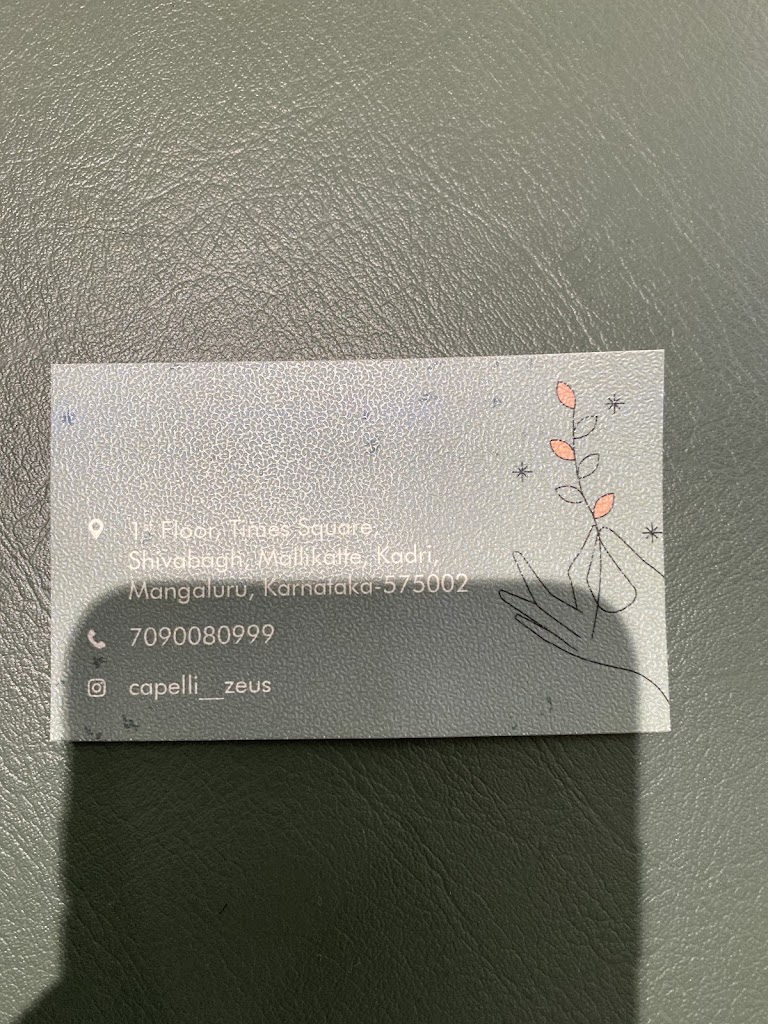 1st Floor, Times Square,
Shivabagh, Mallikatte, Kadri,
Mangaluru, Karnataka-575002
7090080999
capelli__zeus